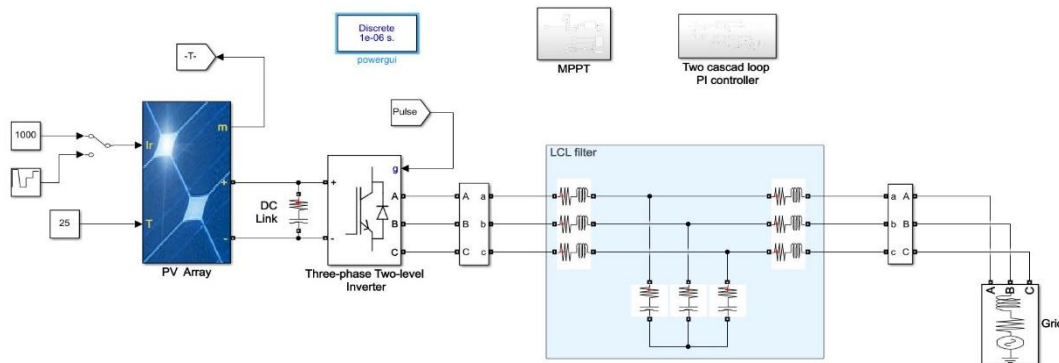 Discrete
1e-06 s.
powergui
MPPT
Two cascad loop
PI controller
-T-
Pulse
1000
Ir
m
LCL filter
g
+
+
A
A
a
a
A
DC
Link
B
B
b
b
B
25
T
-
-
C
C
c
c
C
PV Array
Three-phase Two-level
Inverter
A
B
C
Grid